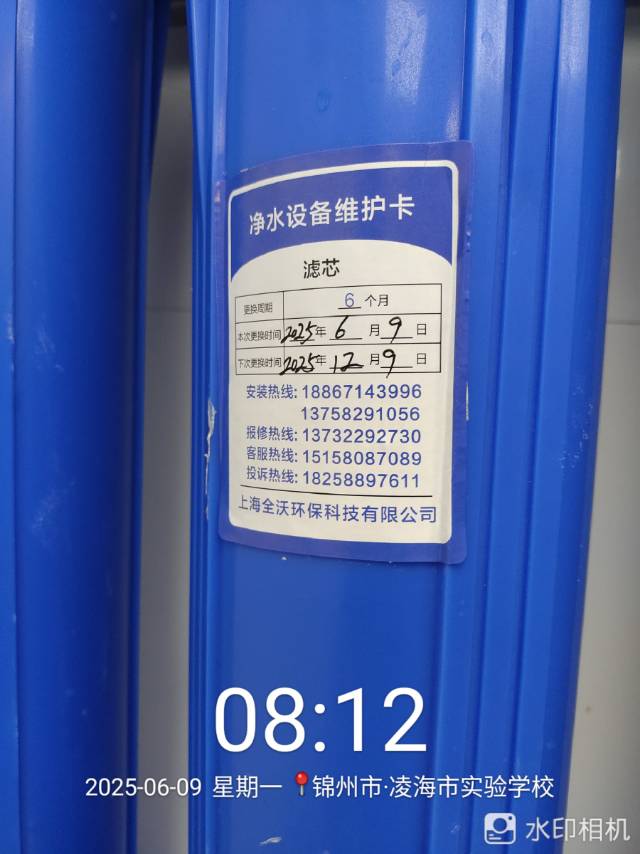 净水设备维护卡
滤芯
更换周期 6 个月
本次更换时间 2025年 6 月 9 日
下次更换时间 2025年 12 月 9 日
安装热线: 18867143996
13758291056
报修热线: 13732292730
客服热线: 15158087089
投诉热线: 18258897611
上海全沃环保科技有限公司
08:12
2025-06-09 星期一 锦州市·凌海市实验学校
水印相机